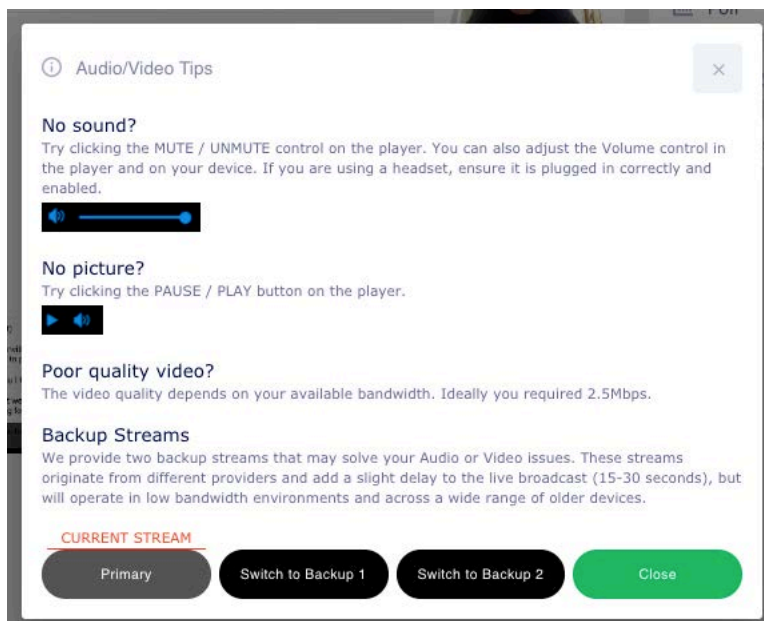 Audio/Video Tips
No sound?
Try clicking the MUTE / UNMUTE control on the player. You can also adjust the Volume control in
the player and on your device. If you are using a headset, ensure it is plugged in correctly and
enabled.
No picture?
Try clicking the PAUSE / PLAY button on the player.
Poor quality video?
The video quality depends on your available bandwidth. Ideally you required 2.5Mbps.
Backup Streams
We provide two backup streams that may solve your Audio or Video issues. These streams
originate from different providers and add a slight delay to the live broadcast (15-30 seconds), but
will operate in low bandwidth environments and across a wide range of older devices.
CURRENT STREAM
Primary
Switch to Backup 1
Switch to Backup 2
Close